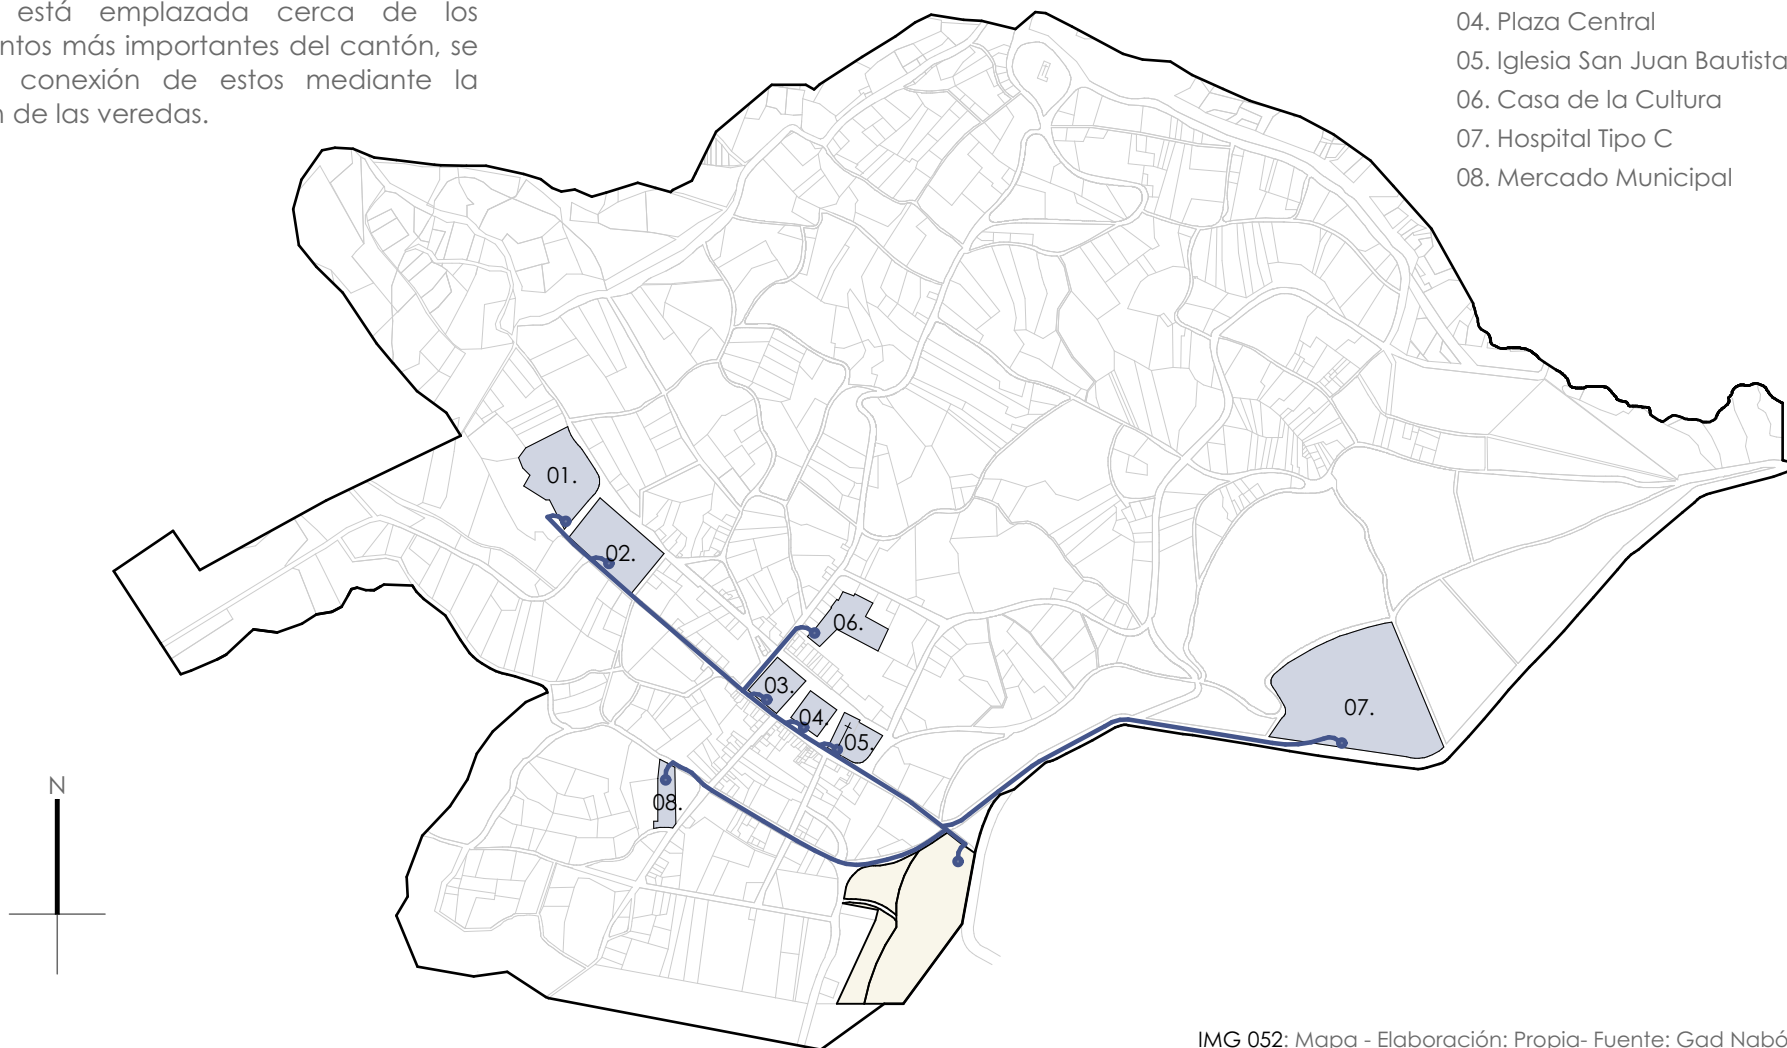 está emplazada cerca de los
ntos más importantes del cantón, se
conexión de estos mediante la
n de las veredas.
04. Plaza Central
05. Iglesia San Juan Bautista
06. Casa de la Cultura
07. Hospital Tipo C
08. Mercado Municipal
01.
02.
06.
03.
04.
05.
07.
08.
N
IMG 052: Mapa - Elaboración: Propia- Fuente: Gad Nabó